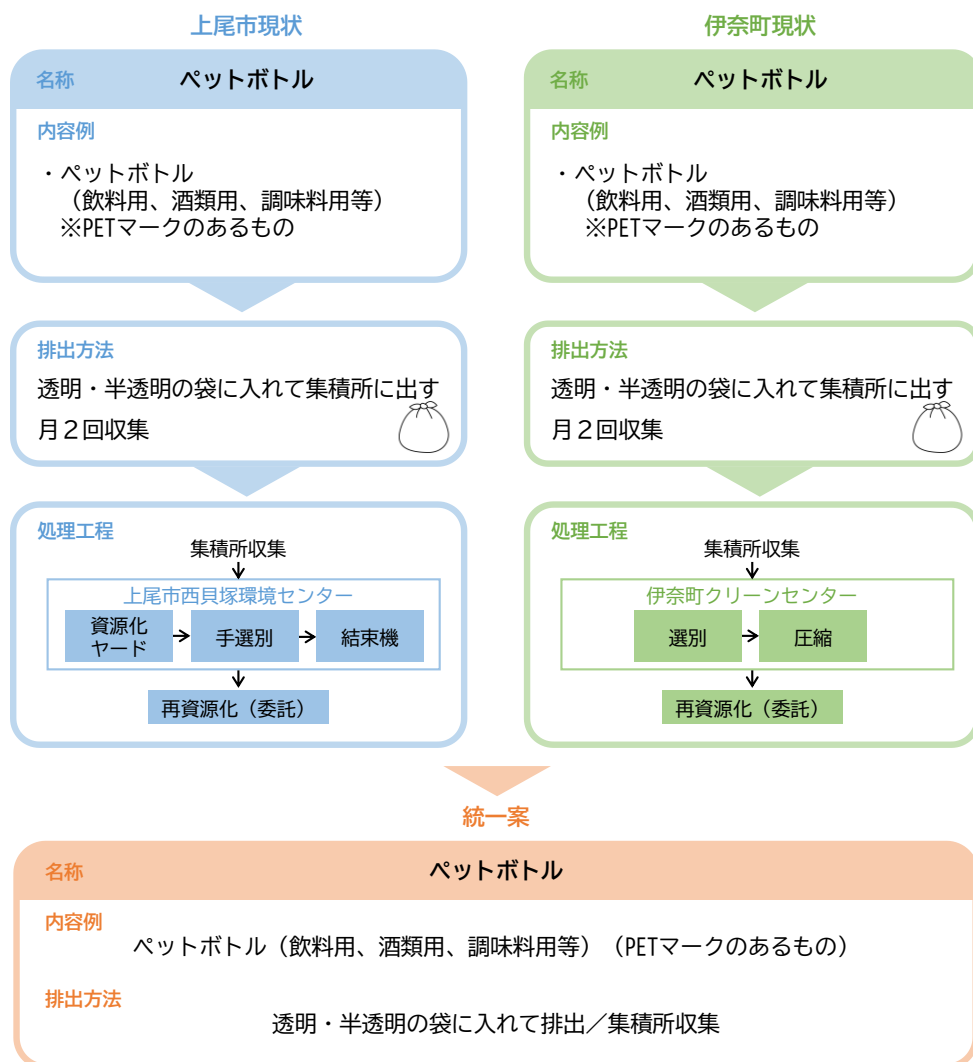 上尾市現状
名称 ペットボトル
内容例
・ペットボトル
（飲料用、酒類用、調味料用等）
※PETマークのあるもの
排出方法
透明・半透明の袋に入れて集積所に出す
月２回収集
処理工程
集積所収集
上尾市西貝塚環境センター
資源化
ヤード
手選別
結束機
再資源化（委託）
伊奈町現状
名称 ペットボトル
内容例
・ペットボトル
（飲料用、酒類用、調味料用等）
※PETマークのあるもの
排出方法
透明・半透明の袋に入れて集積所に出す
月２回収集
処理工程
集積所収集
伊奈町クリーンセンター
選別
圧縮
再資源化（委託）
統一案
名称 ペットボトル
内容例
ペットボトル（飲料用、酒類用、調味料用等）（PETマークのあるもの）
排出方法
透明・半透明の袋に入れて排出／集積所収集